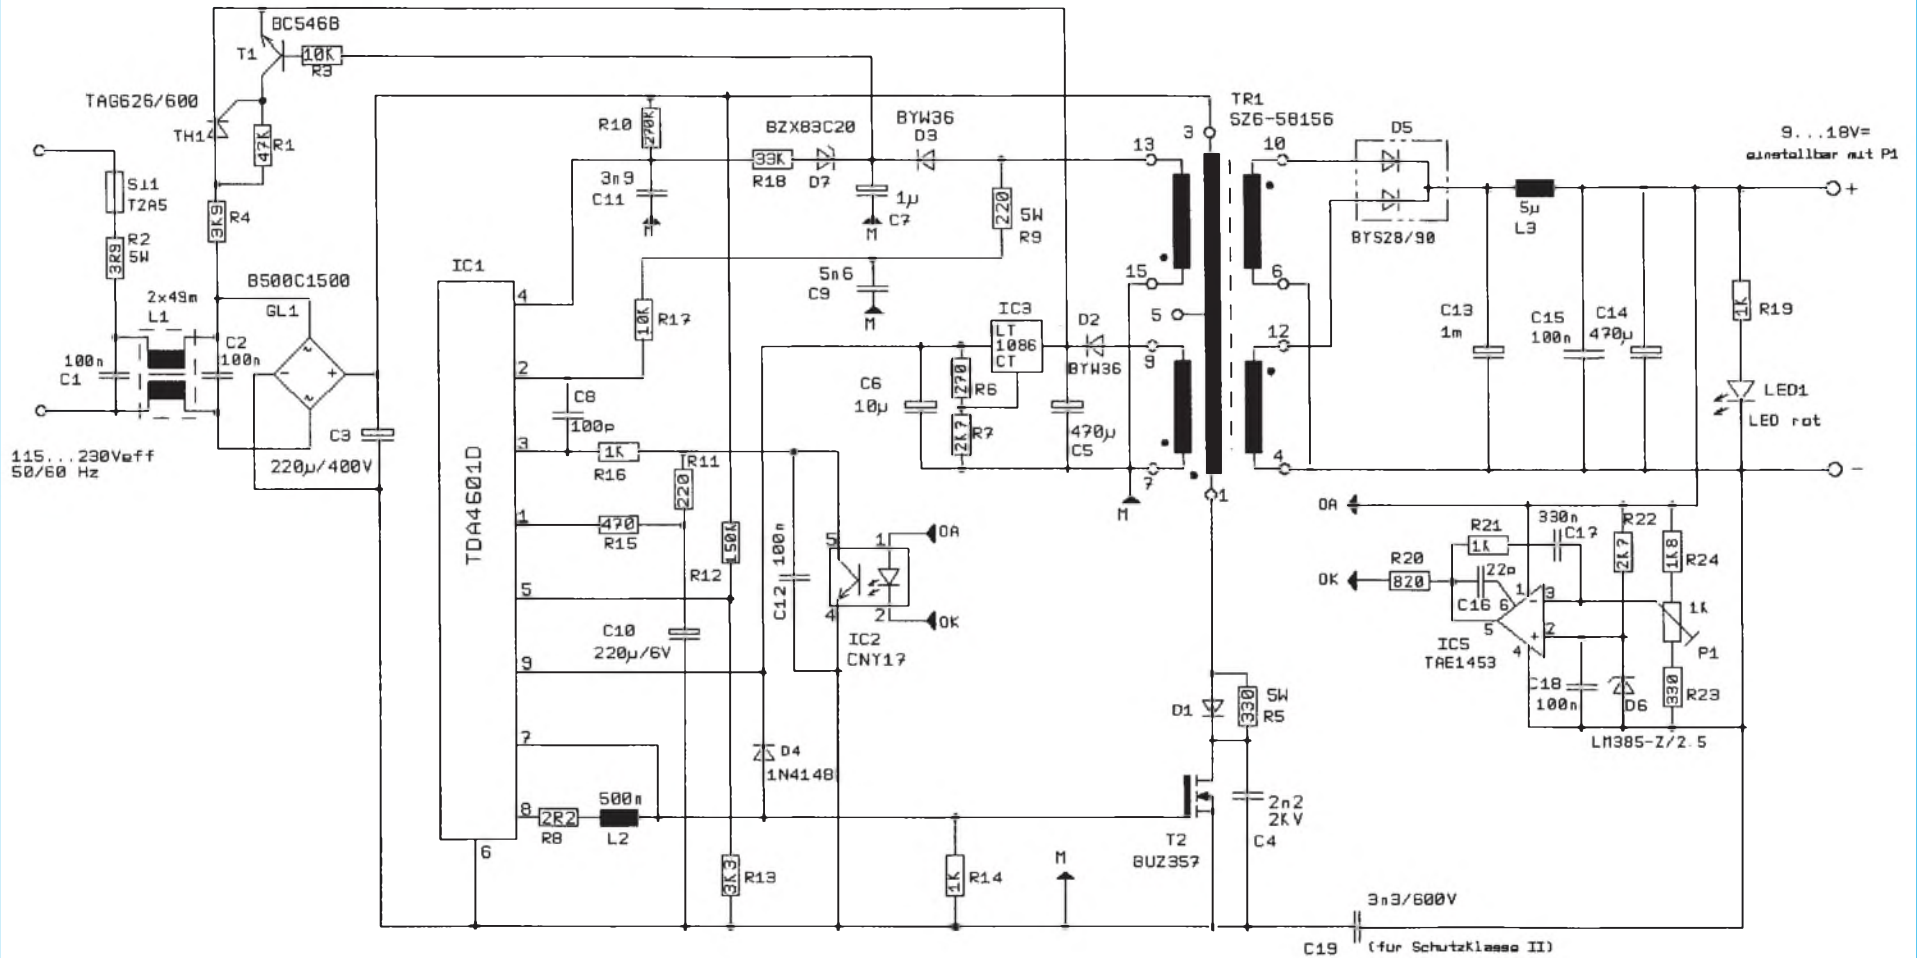 BC546B
T1
10K
R3
TAG626/600
TH1
47K
R1
Si1
T2A5
3K9
R4
R2
5W
3R9
2x49m
L1
B500C1500
GL1
~
- +
~
100n
C1
C2
100n
C3
220µ/400V
115...230Veff
50/60 Hz
IC1
TDA4601D
4
2
3
1
5
9
7
8
6
R10
270K
3n9
C11
M
33K
R18
BZX83C20
D7
BYW36
D3
1µ
C7
M
220
5W
R9
5n6
C9
M
10K
R17
C8
100p
1K
R16
R11
220
470
R15
R12
150K
C10
220µ/6V
C12 100n
5
4
1
2
OA
OK
IC2
CNY17
D4
1N4148
500n
2R2
R8
L2
3K3
R13
1K
R14
M
C6
10µ
270
R6
2K7
R7
IC3
LT
1086
CT
D2
BYW36
470µ
C5
M
TR1
SZ6-58156
3
13
15
5
9
7
1
10
6
12
4
D5
BYS28/90
5µ
L3
9...18V=
einstellbar mit P1
+
C13
1m
C15
100n
C14
470µ
1K
R19
LED1
LED rot
-
OA
OK
R20
820
R21
1K
330n
C17
22p
C16
R22
2K7
1K8
R24
1
3
-
6
5
+
2
4
IC5
TAE1453
1K
P1
C18
100n
D6
330
R23
LM385-Z/2.5
D1
330
5W
R5
T2
BUZ357
2n2
2KV
C4
3n3/600V
C19
(fur Schutzklasse II)